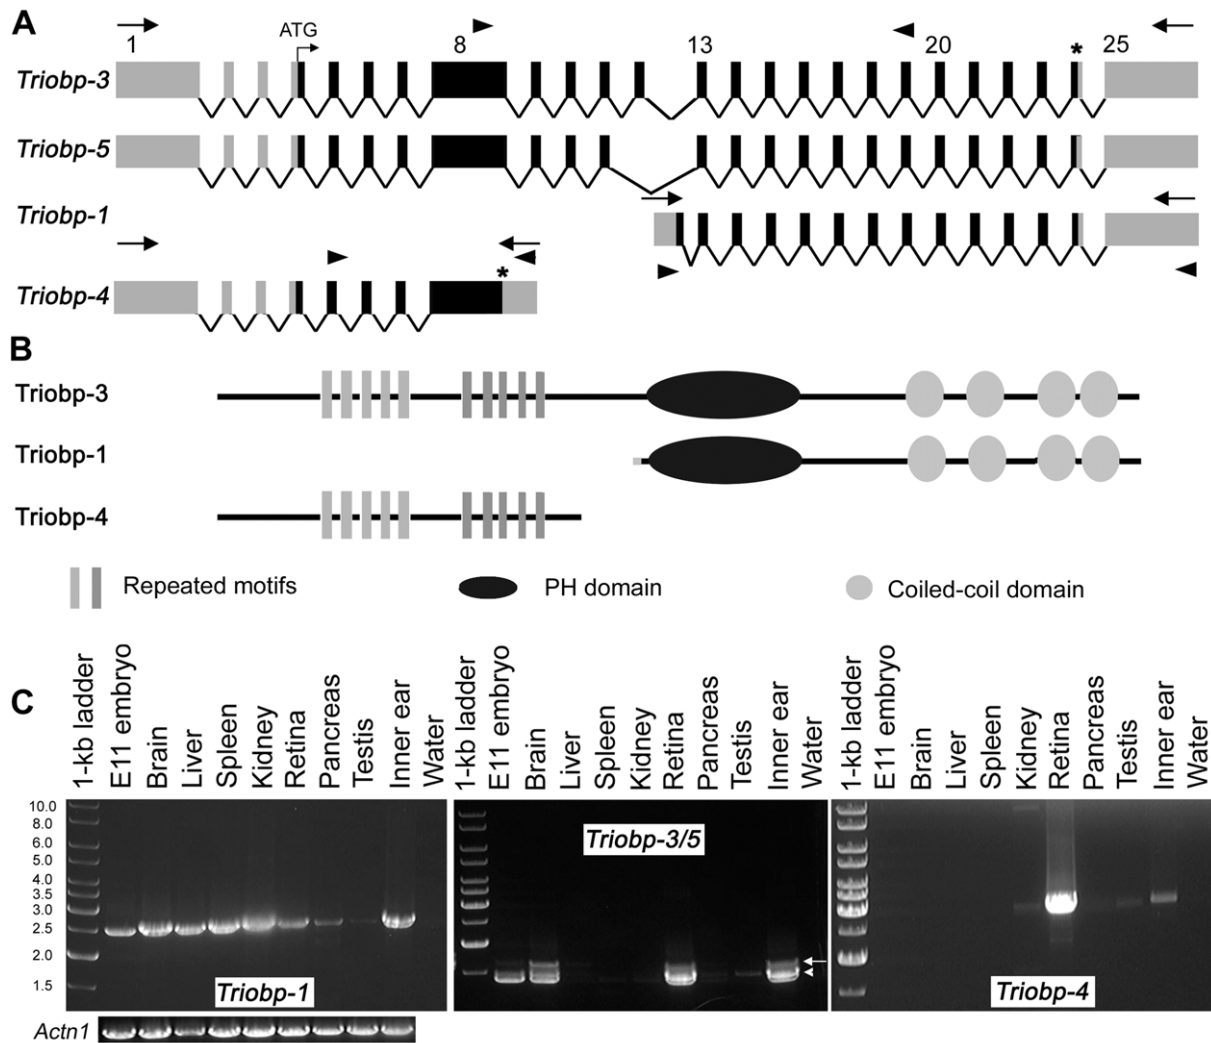 A
1 ATG 8 13 20 * 25
Triobp-3
Triobp-5
Triobp-1
*
Triobp-4
B
Triobp-3
Triobp-1
Triobp-4
Repeated motifs
PH domain
Coiled-coil domain
C
1-kb ladder
E11 embryo
Brain
Liver
Spleen
Kidney
Retina
Pancreas
Testis
Inner ear
Water
1-kb ladder
E11 embryo
Brain
Liver
Spleen
Kidney
Retina
Pancreas
Testis
Inner ear
Water
1-kb ladder
E11 embryo
Brain
Liver
Spleen
Kidney
Retina
Pancreas
Testis
Inner ear
Water
10.0
8.0
6.0
5.0
4.0
3.5
3.0
2.5
2.0
1.5
Triobp-1
Triobp-3/5
Triobp-4
Actn1